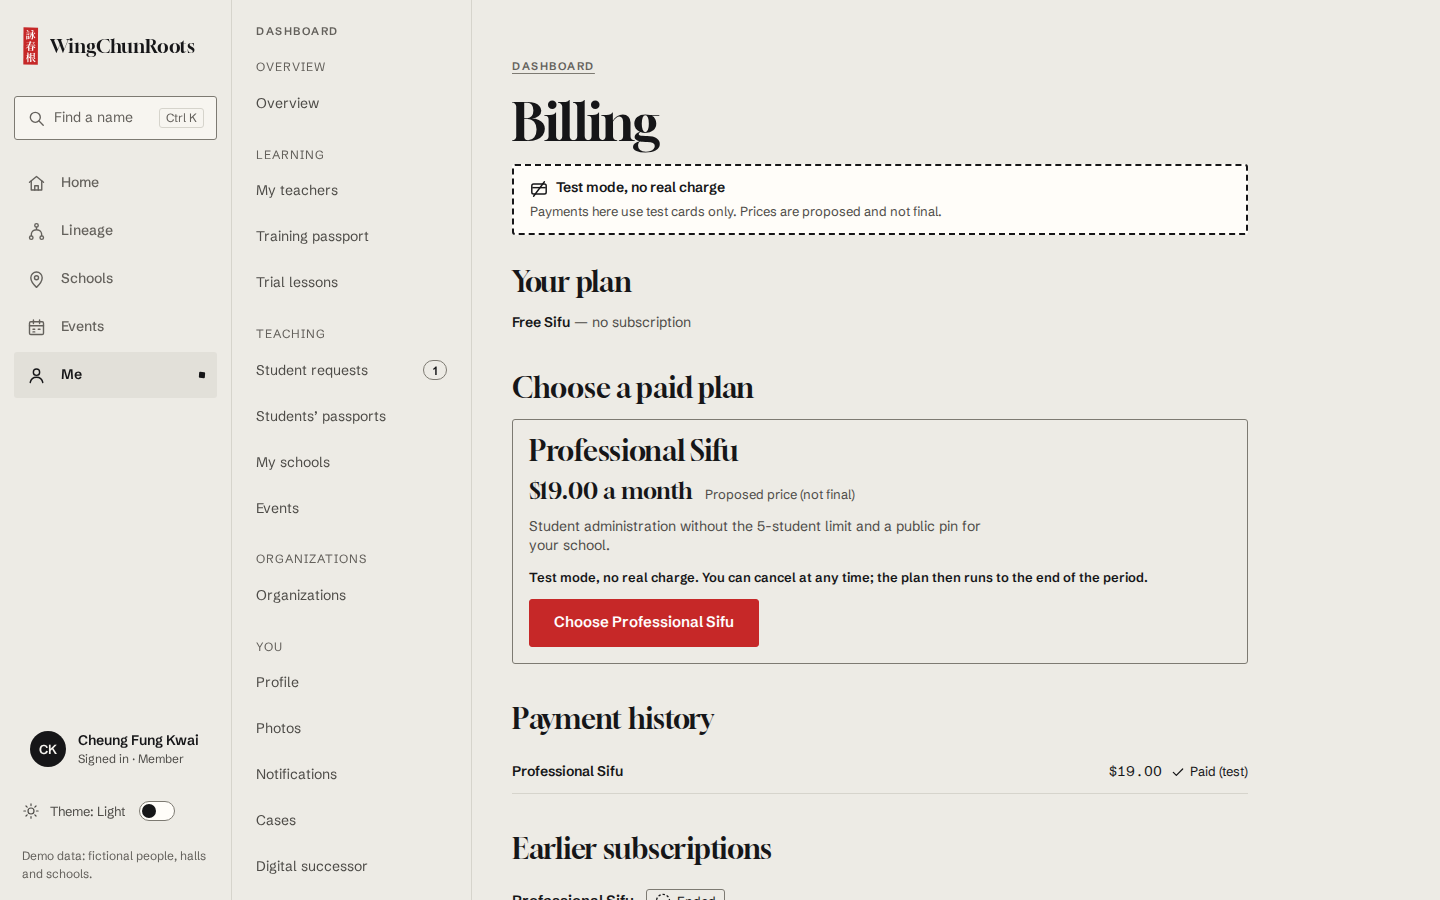 詠春根
WingChunRoots
Find a name
Ctrl K
Home
Lineage
Schools
Events
Me
CK
Cheung Fung Kwai
Signed in · Member
Theme: Light
Demo data: fictional people, halls
and schools.
DASHBOARD
OVERVIEW
Overview
LEARNING
My teachers
Training passport
Trial lessons
TEACHING
Student requests
1
Students’ passports
My schools
Events
ORGANIZATIONS
Organizations
YOU
Profile
Photos
Notifications
Cases
Digital successor
DASHBOARD
Billing
Test mode, no real charge
Payments here use test cards only. Prices are proposed and not final.
Your plan
Free Sifu — no subscription
Choose a paid plan
Professional Sifu
$19.00 a month Proposed price (not final)
Student administration without the 5-student limit and a public pin for
your school.
Test mode, no real charge. You can cancel at any time; the plan then runs to the end of the period.
Choose Professional Sifu
Payment history
Professional Sifu $19.00 Paid (test)
Earlier subscriptions
Professional Sifu Ended